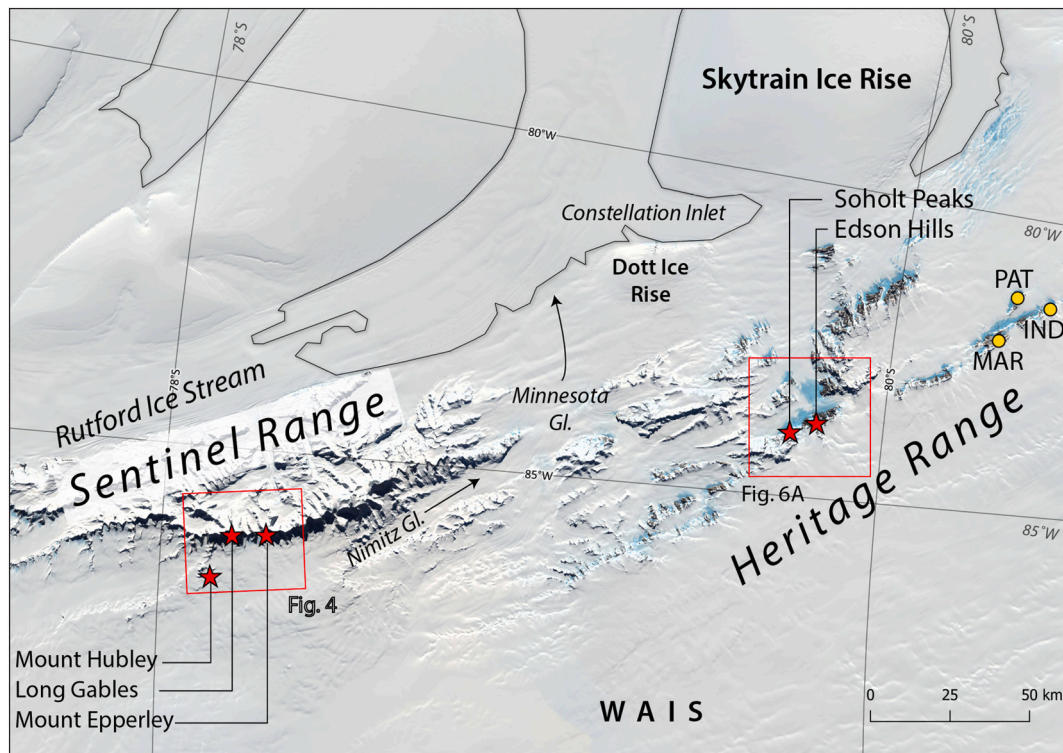 78°S
80°S
Skytrain Ice Rise
80°W
Soholt Peaks
Edson Hills
Constellation Inlet
80°W
Dott Ice
Rise
PAT
IND
MAR
78°S
80°S
Rutford Ice Stream
Minnesota
Gl.
Sentinel Range
Heritage Range
85°W
Fig. 6A
Nimitz Gl.
85°W
Fig. 4
Mount Hubley
Long Gables
Mount Epperley
WAIS
0 25 50 km